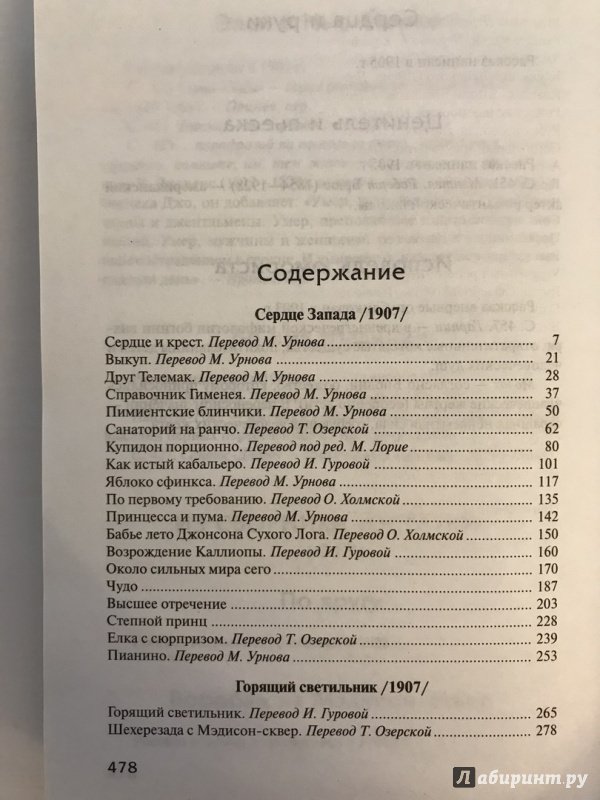 Содержание
Сердце Запада /1907/
Сердце и крест. Перевод М. Урнова 7
Выкуп. Перевод М. Урнова 21
Друг Телемак. Перевод М. Урнова 28
Справочник Гименея. Перевод М. Урнова 37
Пимиентские блинчики. Перевод М. Урнова 50
Санаторий на ранчо. Перевод Т. Озерской 62
Купидон порционно. Перевод под ред. М. Лорие 80
Как истый кабальеро. Перевод И. Гуровой 101
Яблоко сфинкса. Перевод М. Урнова 117
По первому требованию. Перевод О. Холмской 135
Принцесса и пума. Перевод М. Урнова 142
Бабье лето Джонсона Сухого Лога. Перевод О. Холмской 150
Возрождение Каллиопы. Перевод И. Гуровой 160
Около сильных мира сего 170
Чудо 187
Высшее отречение 203
Степной принц 228
Елка с сюрпризом. Перевод Т. Озерской 239
Пианино. Перевод М. Урнова 253
Горящий светильник /1907/
Горящий светильник. Перевод И. Гуровой 265
Шехерезада с Мэдисон-сквер. Перевод Т. Озерской 278
478
Лабиринт.ру